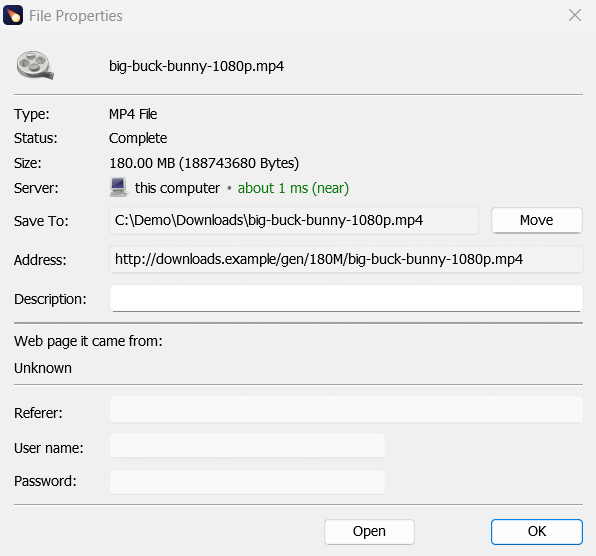 File Properties
big-buck-bunny-1080p.mp4
Type: MP4 File
Status: Complete
Size: 180.00 MB (188743680 Bytes)
Server: this computer • about 1 ms (near)
Save To: C:\Demo\Downloads\big-buck-bunny-1080p.mp4 Move
Address: http://downloads.example/gen/180M/big-buck-bunny-1080p.mp4
Description:
Web page it came from:
Unknown
Referer:
User name:
Password:
Open OK